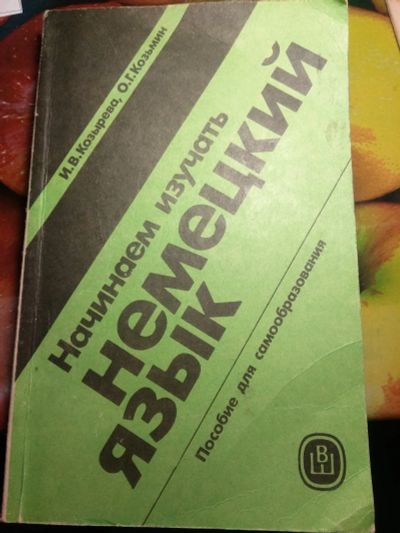 И.В.Козырева, О.Г.Козьмин
Начинаем изучать
немецкий
язык
Пособие для самообразования
ВШ